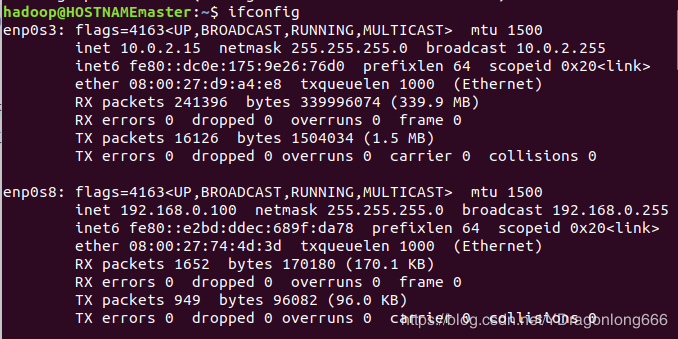 hadoop@HOSTNAMEmaster:~$ ifconfig
enp0s3: flags=4163<UP,BROADCAST,RUNNING,MULTICAST>  mtu 1500
        inet 10.0.2.15  netmask 255.255.255.0  broadcast 10.0.2.255
        inet6 fe80::dc0e:175:9e26:76d0  prefixlen 64  scopeid 0x20<link>
        ether 08:00:27:d9:a4:e8  txqueuelen 1000  (Ethernet)
        RX packets 241396  bytes 339996074 (339.9 MB)
        RX errors 0  dropped 0  overruns 0  frame 0
        TX packets 16126  bytes 1504034 (1.5 MB)
        TX errors 0  dropped 0 overruns 0  carrier 0  collisions 0

enp0s8: flags=4163<UP,BROADCAST,RUNNING,MULTICAST>  mtu 1500
        inet 192.168.0.100  netmask 255.255.255.0  broadcast 192.168.0.255
        inet6 fe80::e2bd:ddec:689f:da78  prefixlen 64  scopeid 0x20<link>
        ether 08:00:27:74:4d:3d  txqueuelen 1000  (Ethernet)
        RX packets 1652  bytes 170180 (170.1 KB)
        RX errors 0  dropped 0  overruns 0  frame 0
        TX packets 949  bytes 96082 (96.0 KB)
        TX errors 0  dropped 0 overruns 0  carrier 0  collisions 0
https://blog.csdn.net/YDragonlong666